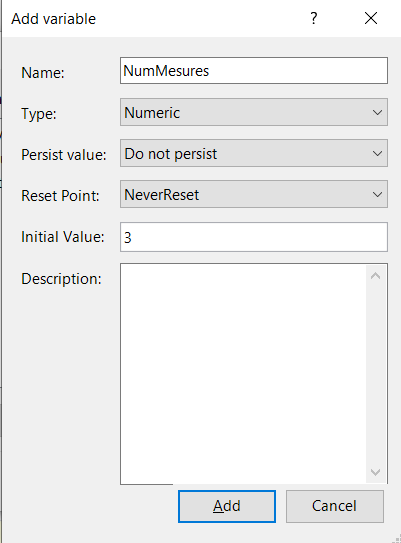 Add variable ?
Name: NumMesures
Type: Numeric
Persist value: Do not persist
Reset Point: NeverReset
Initial Value: 3
Description:
Add Cancel